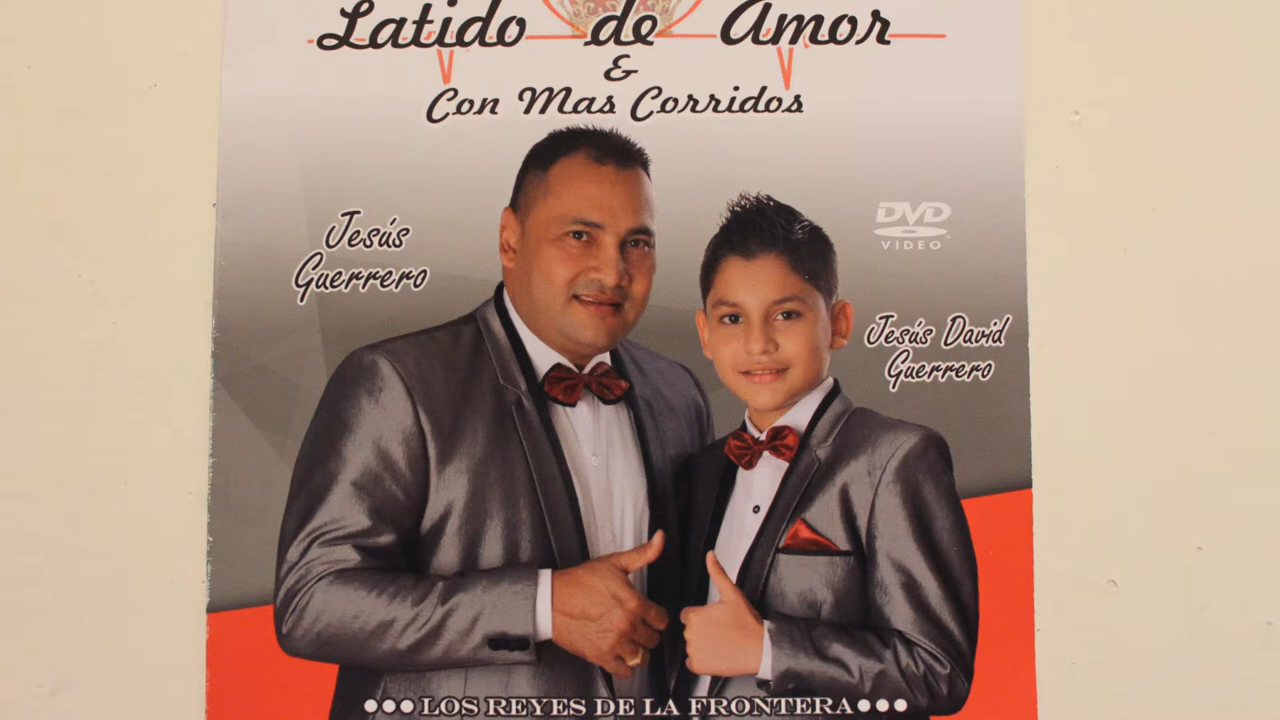 Latido de Amor
&
Con Mas Corridos
Jesús
Guerrero
DVD
VIDEO
Jesús David
Guerrero
●●●LOS REYES DE LA FRONTERA●●●